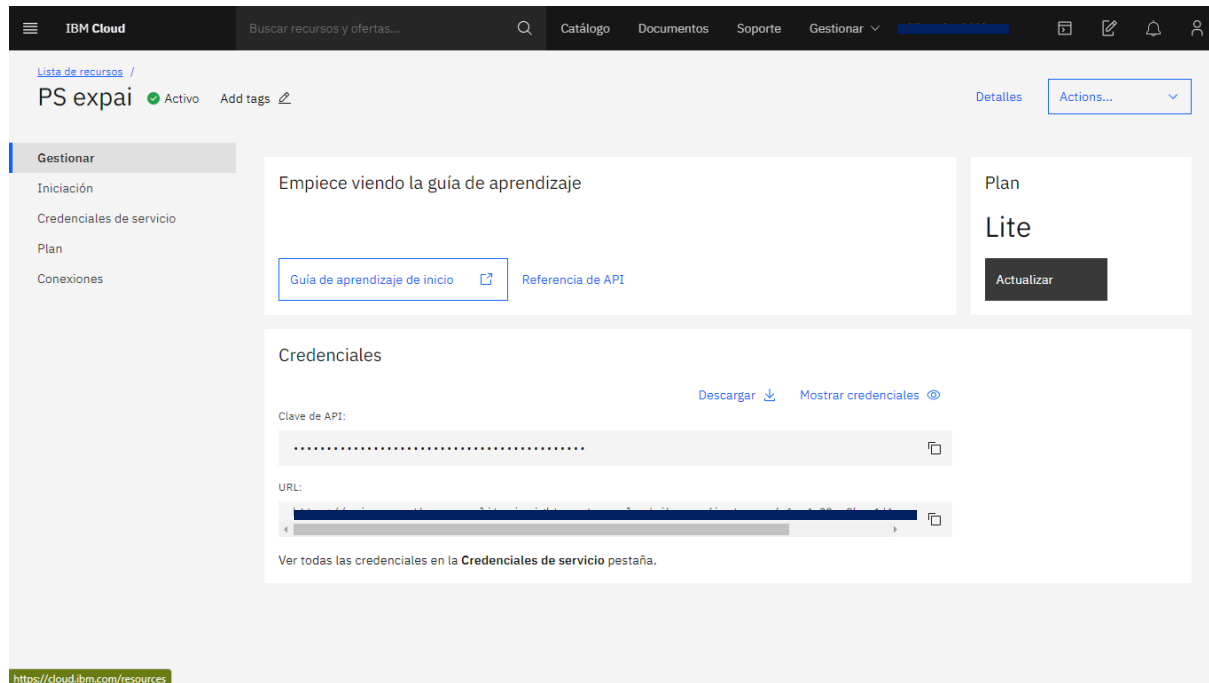 IBM Cloud
Buscar recursos y ofertas...
Catálogo
Documentos
Soporte
Gestionar
Lista de recursos /
PS expai
Activo
Add tags
Detalles
Actions...
Gestionar
Iniciación
Credenciales de servicio
Plan
Conexiones
Empiece viendo la guía de aprendizaje
Guía de aprendizaje de inicio
Referencia de API
Plan
Lite
Actualizar
Credenciales
Descargar
Mostrar credenciales
Clave de API:
URL:
Ver todas las credenciales en la Credenciales de servicio pestaña.
https://cloud.ibm.com/resources